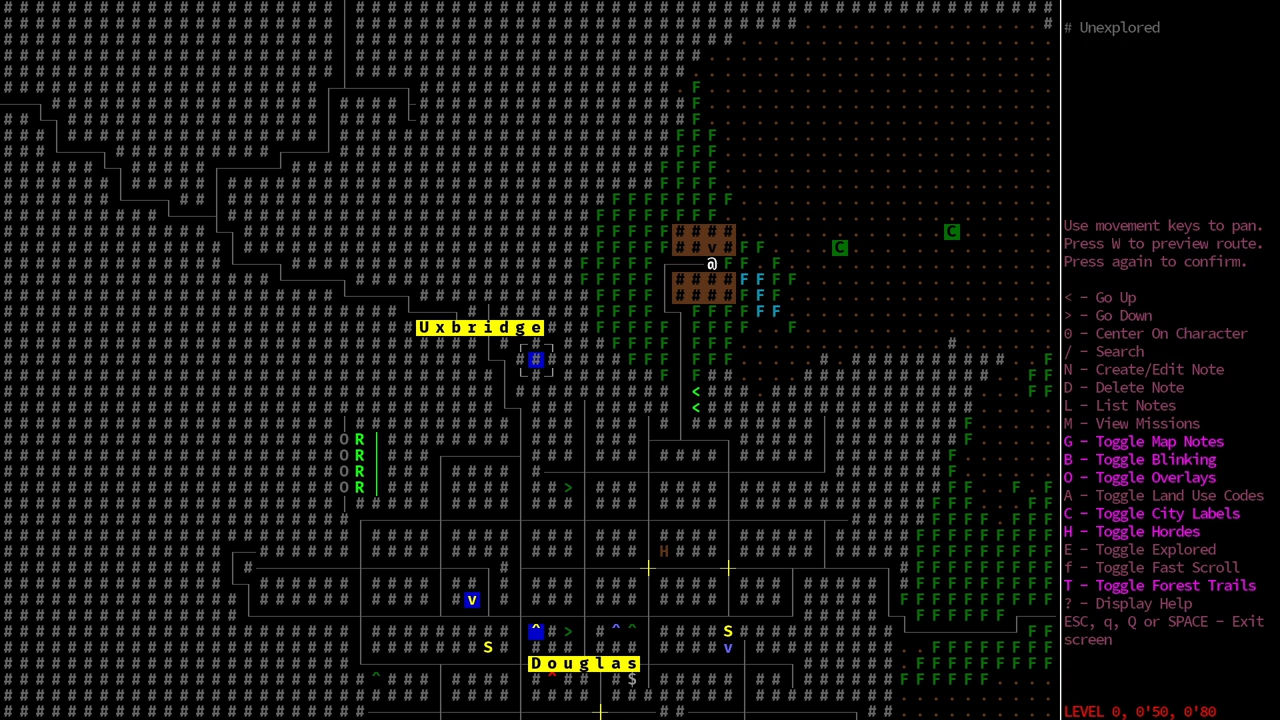 # Unexplored
Use movement keys to pan.
Press W to preview route.
Press again to confirm.
< - Go Up
> - Go Down
0 - Center On Character
/ - Search
N - Create/Edit Note
D - Delete Note
L - List Notes
M - View Missions
G - Toggle Map Notes
B - Toggle Blinking
O - Toggle Overlays
A - Toggle Land Use Codes
C - Toggle City Labels
H - Toggle Hordes
E - Toggle Explored
f - Toggle Fast Scroll
T - Toggle Forest Trails
? - Display Help
ESC, q, Q or SPACE - Exit
screen
LEVEL 0, 0'50, 0'80
Uxbridge
Douglas